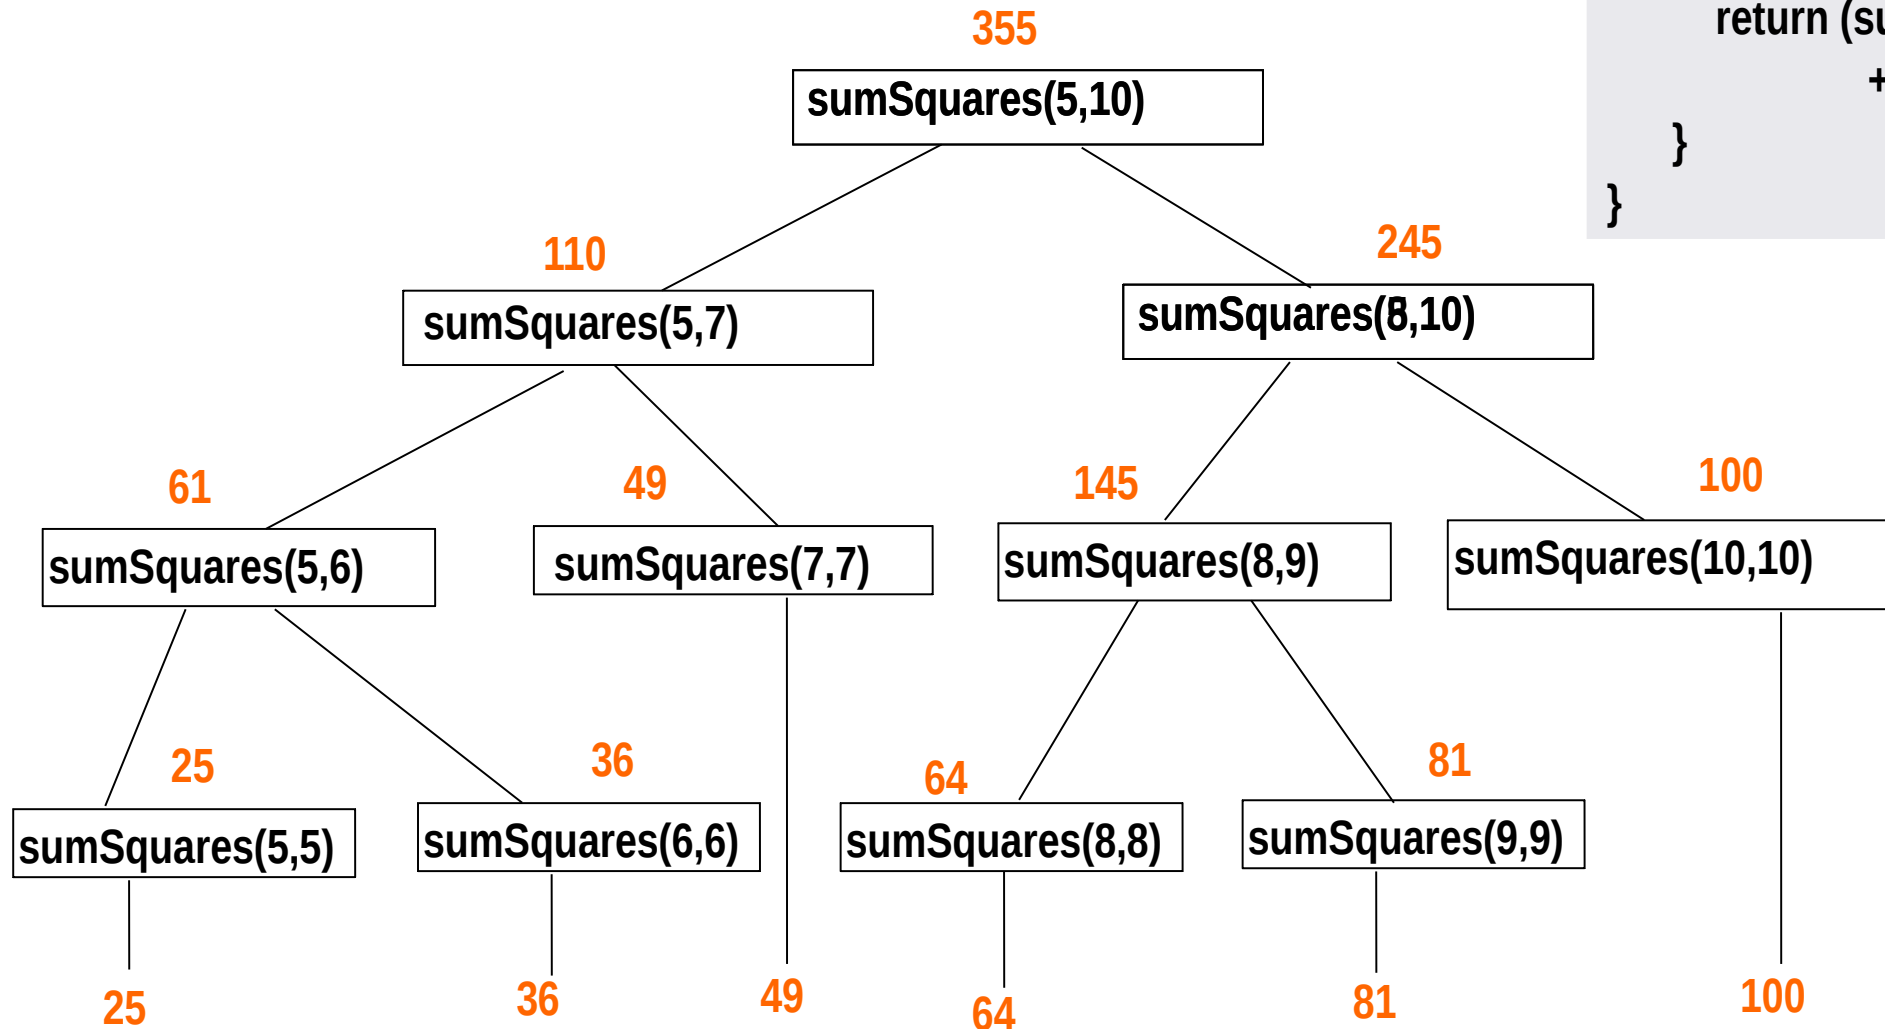 355
return (su
+
}
}
sumSquares(5,10)
110
245
sumSquares(5,7)
sumSquares(8,10)
61
49
145
100
sumSquares(5,6)
sumSquares(7,7)
sumSquares(8,9)
sumSquares(10,10)
25
36
64
81
sumSquares(5,5)
sumSquares(6,6)
sumSquares(8,8)
sumSquares(9,9)
25
36
49
64
81
100